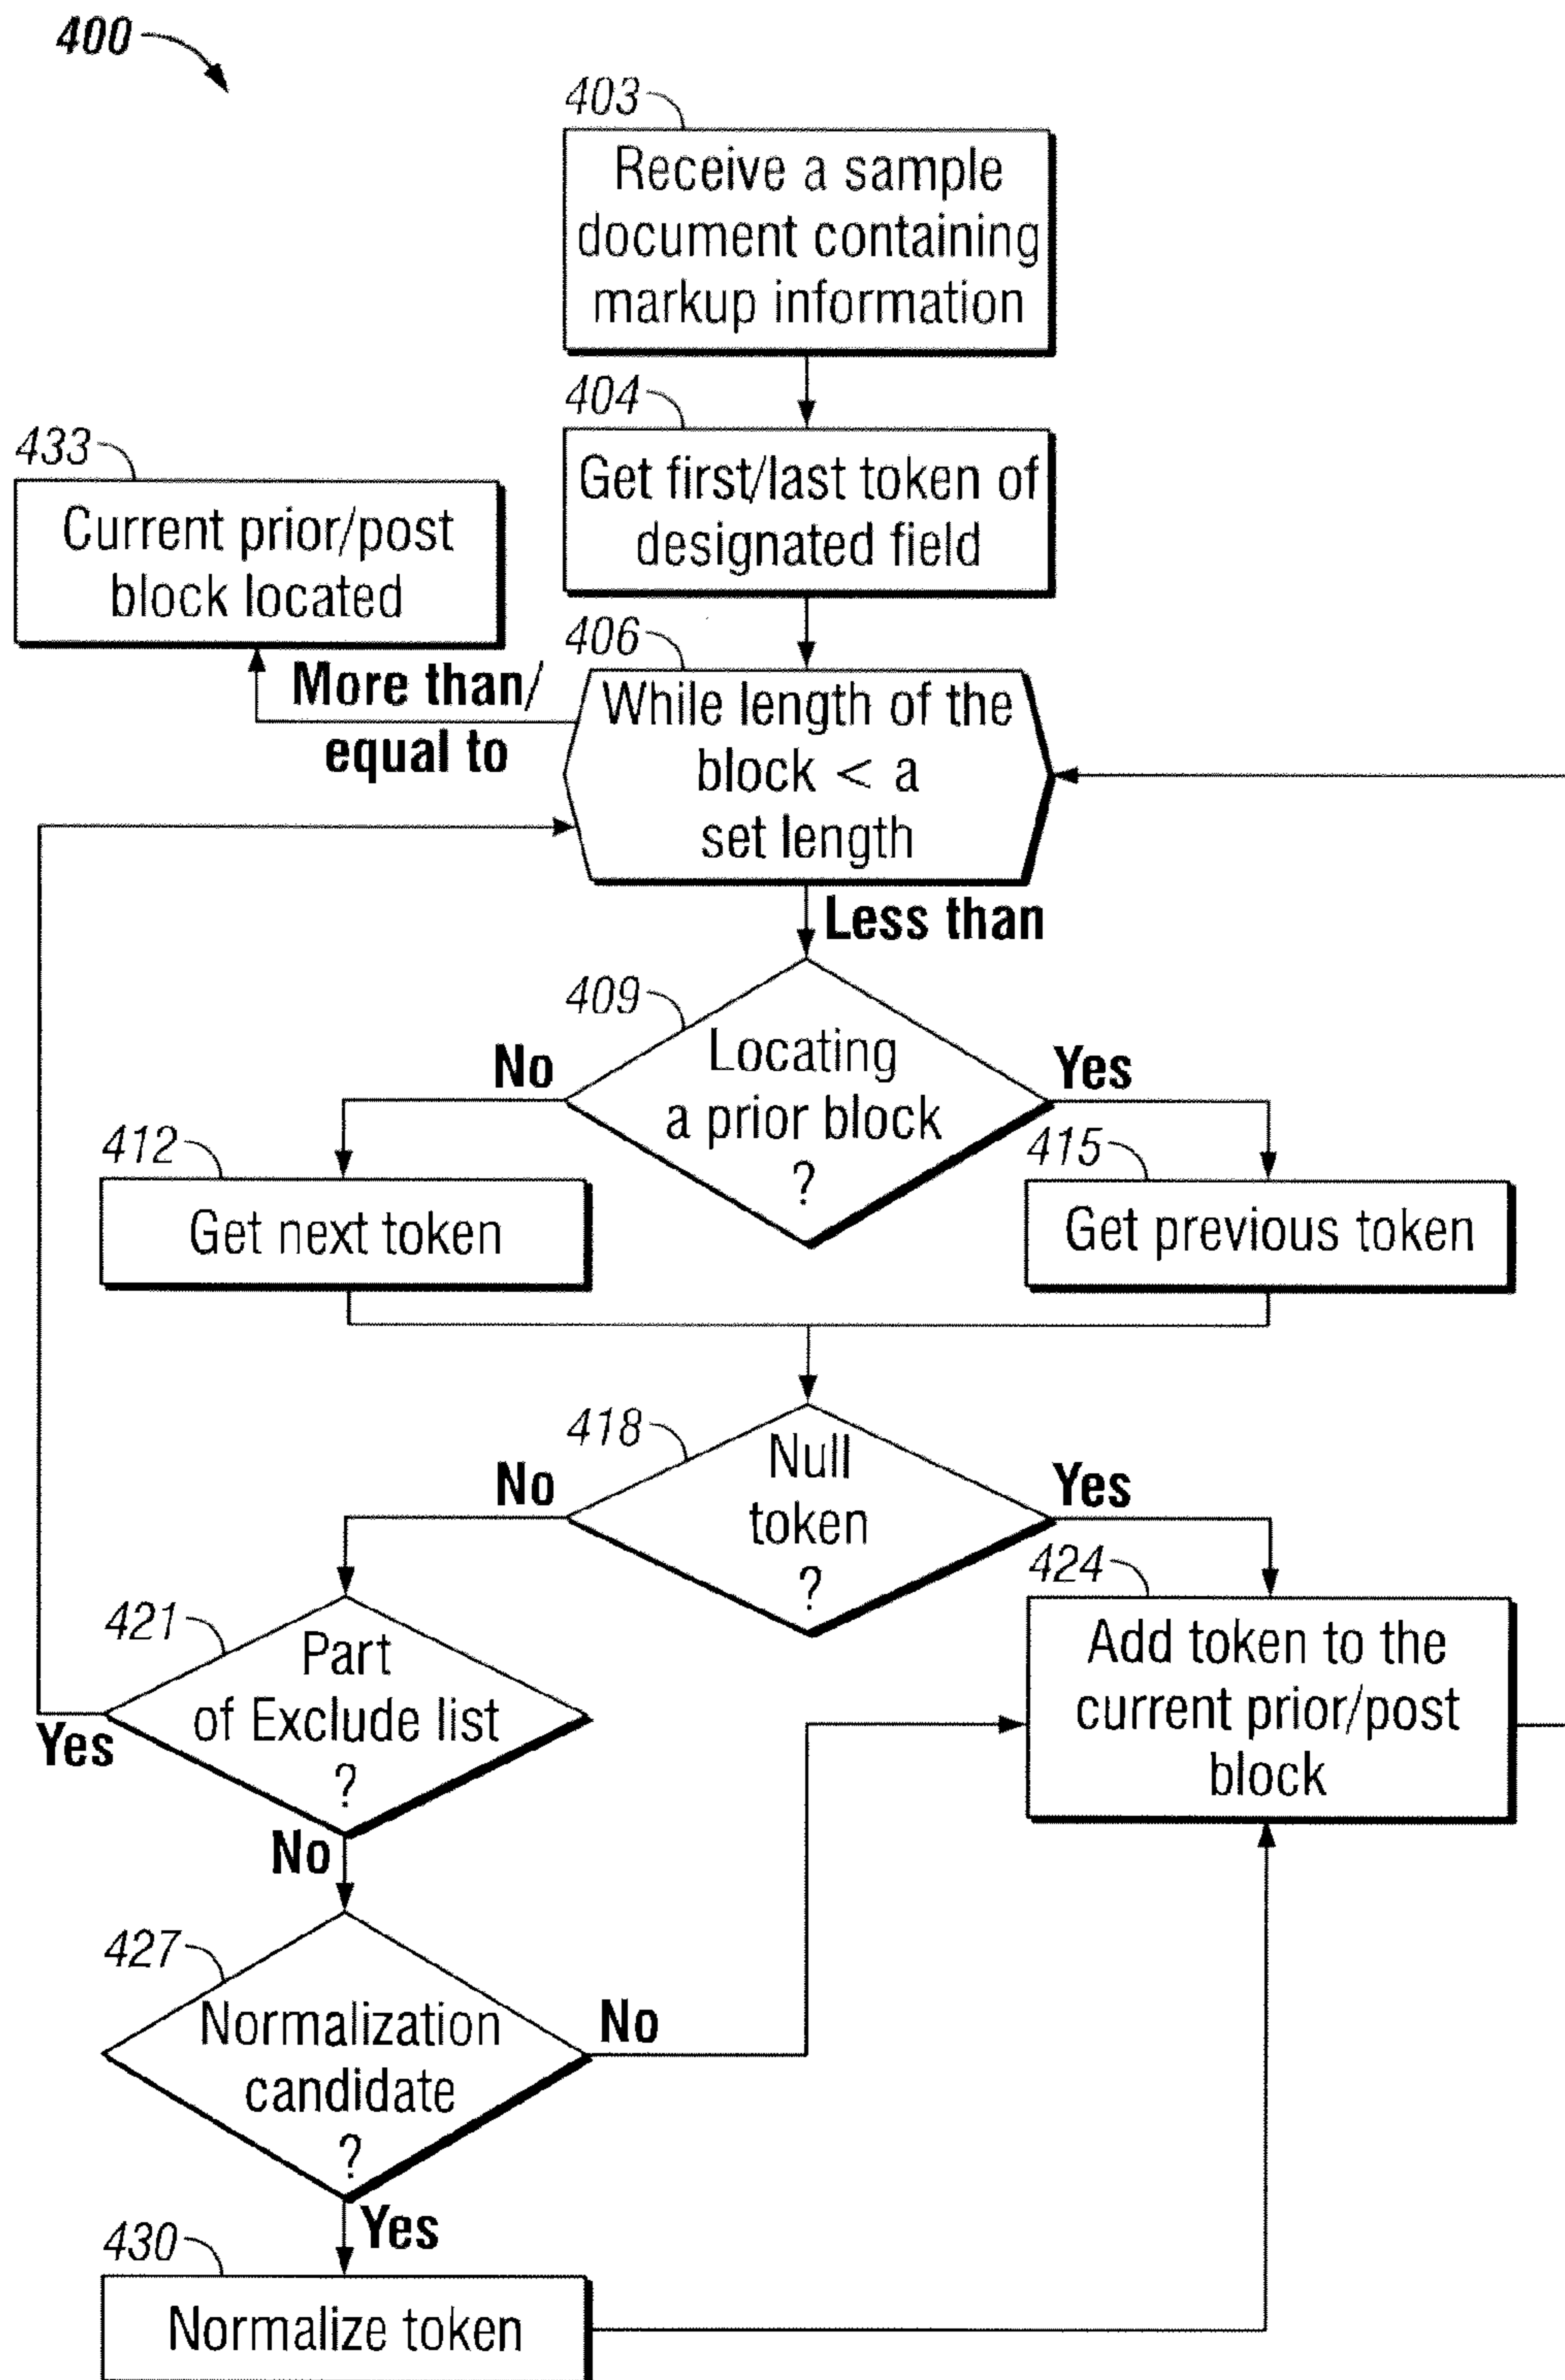 400
403
Receive a sample
document containing
markup information
404
Get first/last token of
designated field
433
Current prior/post
block located
406
More than/
equal to
While length of the
block < a
set length
Less than
409
Locating
a prior block
?
No
Yes
412
Get next token
415
Get previous token
418
Null
token
?
No
Yes
421
Part
of Exclude list
?
Yes
No
424
Add token to the
current prior/post
block
427
Normalization
candidate
?
No
Yes
430
Normalize token